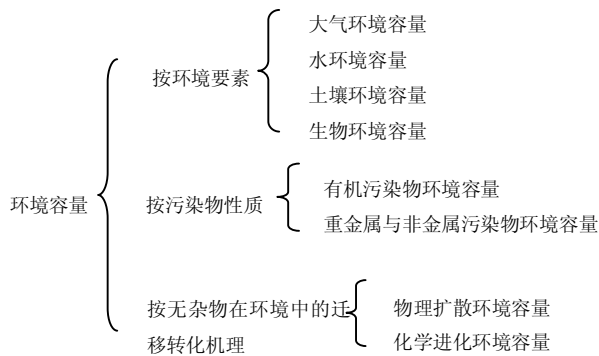 大气环境容量
水环境容量
按环境要素
土壤环境容量
生物环境容量
环境容量
按污染物性质
有机污染物环境容量
重金属与非金属污染物环境容量
按无杂物在环境中的迁
移转化机理
物理扩散环境容量
化学进化环境容量